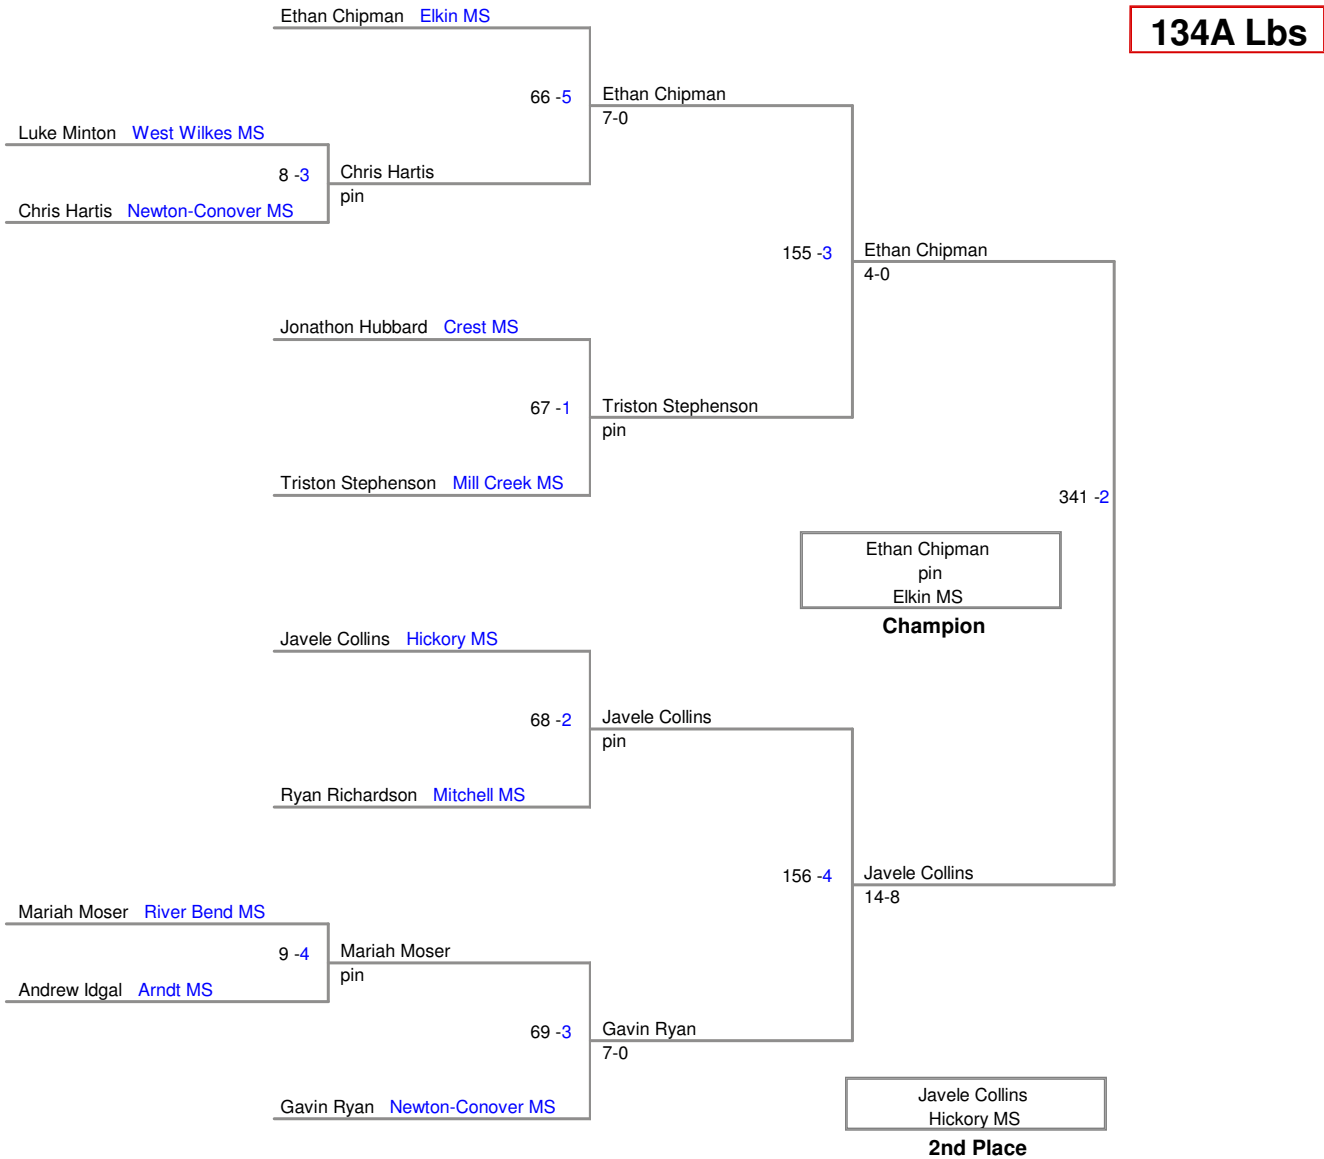 Ethan Chipman Elkin MS
134A Lbs
66 -5
Ethan Chipman
7-0
Luke Minton West Wilkes MS
8 -3
Chris Hartis
pin
Chris Hartis Newton-Conover MS
155 -3
Ethan Chipman
4-0
Jonathon Hubbard Crest MS
67 -1
Triston Stephenson
pin
Triston Stephenson Mill Creek MS
341 -2
Ethan Chipman
pin
Elkin MS
Champion
Javele Collins Hickory MS
68 -2
Javele Collins
pin
Ryan Richardson Mitchell MS
156 -4
Javele Collins
14-8
Mariah Moser River Bend MS
9 -4
Mariah Moser
pin
Andrew Idgal Arndt MS
69 -3
Gavin Ryan
7-0
Gavin Ryan Newton-Conover MS
Javele Collins
Hickory MS
2nd Place